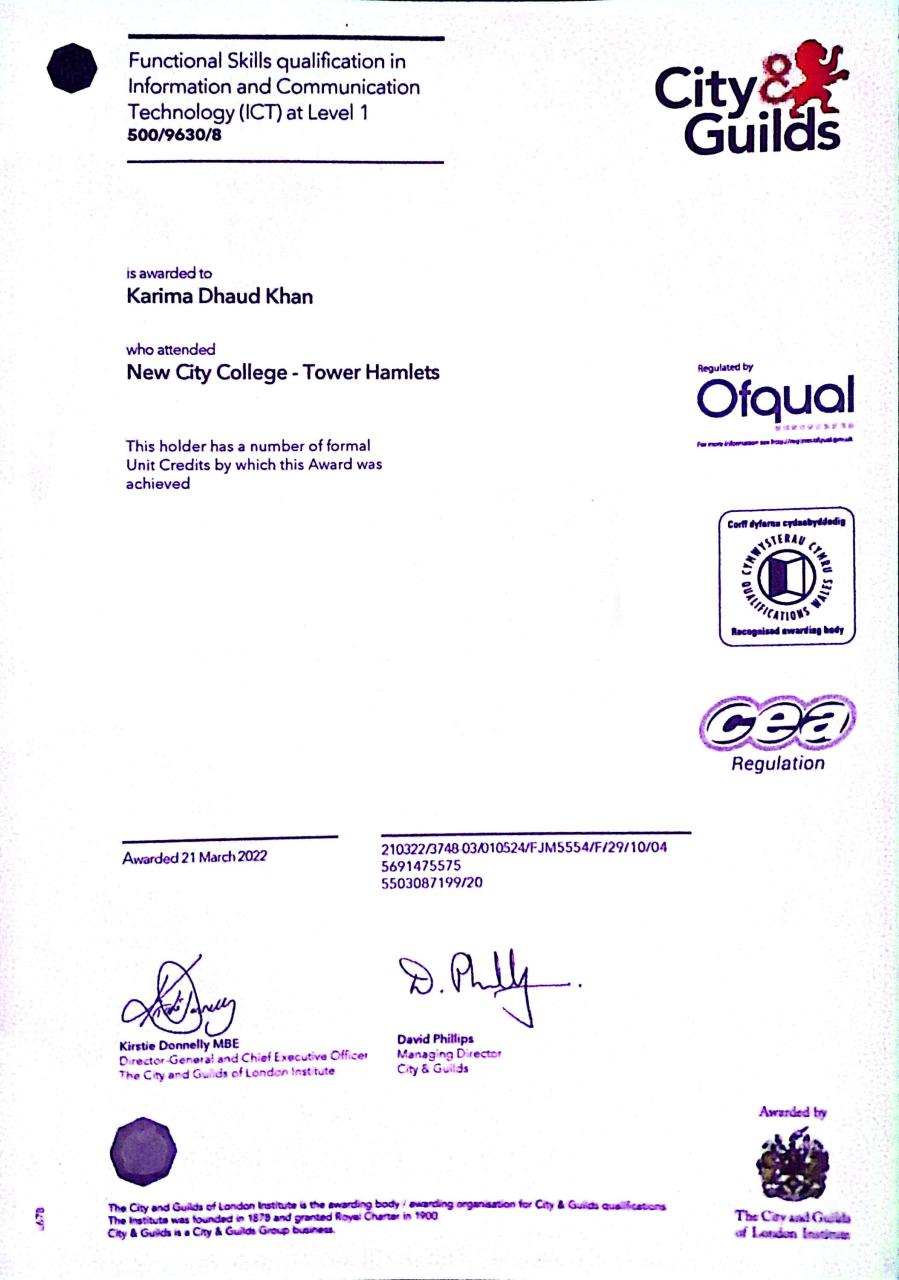 Functional Skills qualification in
Information and Communication
Technology (ICT) at Level 1
500/9630/8
City & Guilds
is awarded to
Karima Dhaud Khan
who attended
New City College - Tower Hamlets
This holder has a number of formal
Unit Credits by which this Award was
achieved
Regulated by
Ofqual
For more information see
Corff dyfarnu cydnabyddedig
CYMWYSTERAU CYMRU
QUALIFICATIONS WALES
Recognised awarding body
cea
Regulation
Awarded 21 March 2022
210322/3748-03/010524/FJM5554/F/29/10/04
5691475575
5503087199/20
D. Philly
Kirstie Donnelly MBE
Director-General and Chief Executive Officer
The City and Guilds of London Institute
David Phillips
Managing Director
City & Guilds
Awarded by
The City and Guilds
of London Institute
The City and Guilds of London Institute is the awarding body / awarding organisation for City & Guilds qualifications
The Institute was founded in 1878 and granted Royal Charter in 1900
City & Guilds is a City & Guilds Group business.